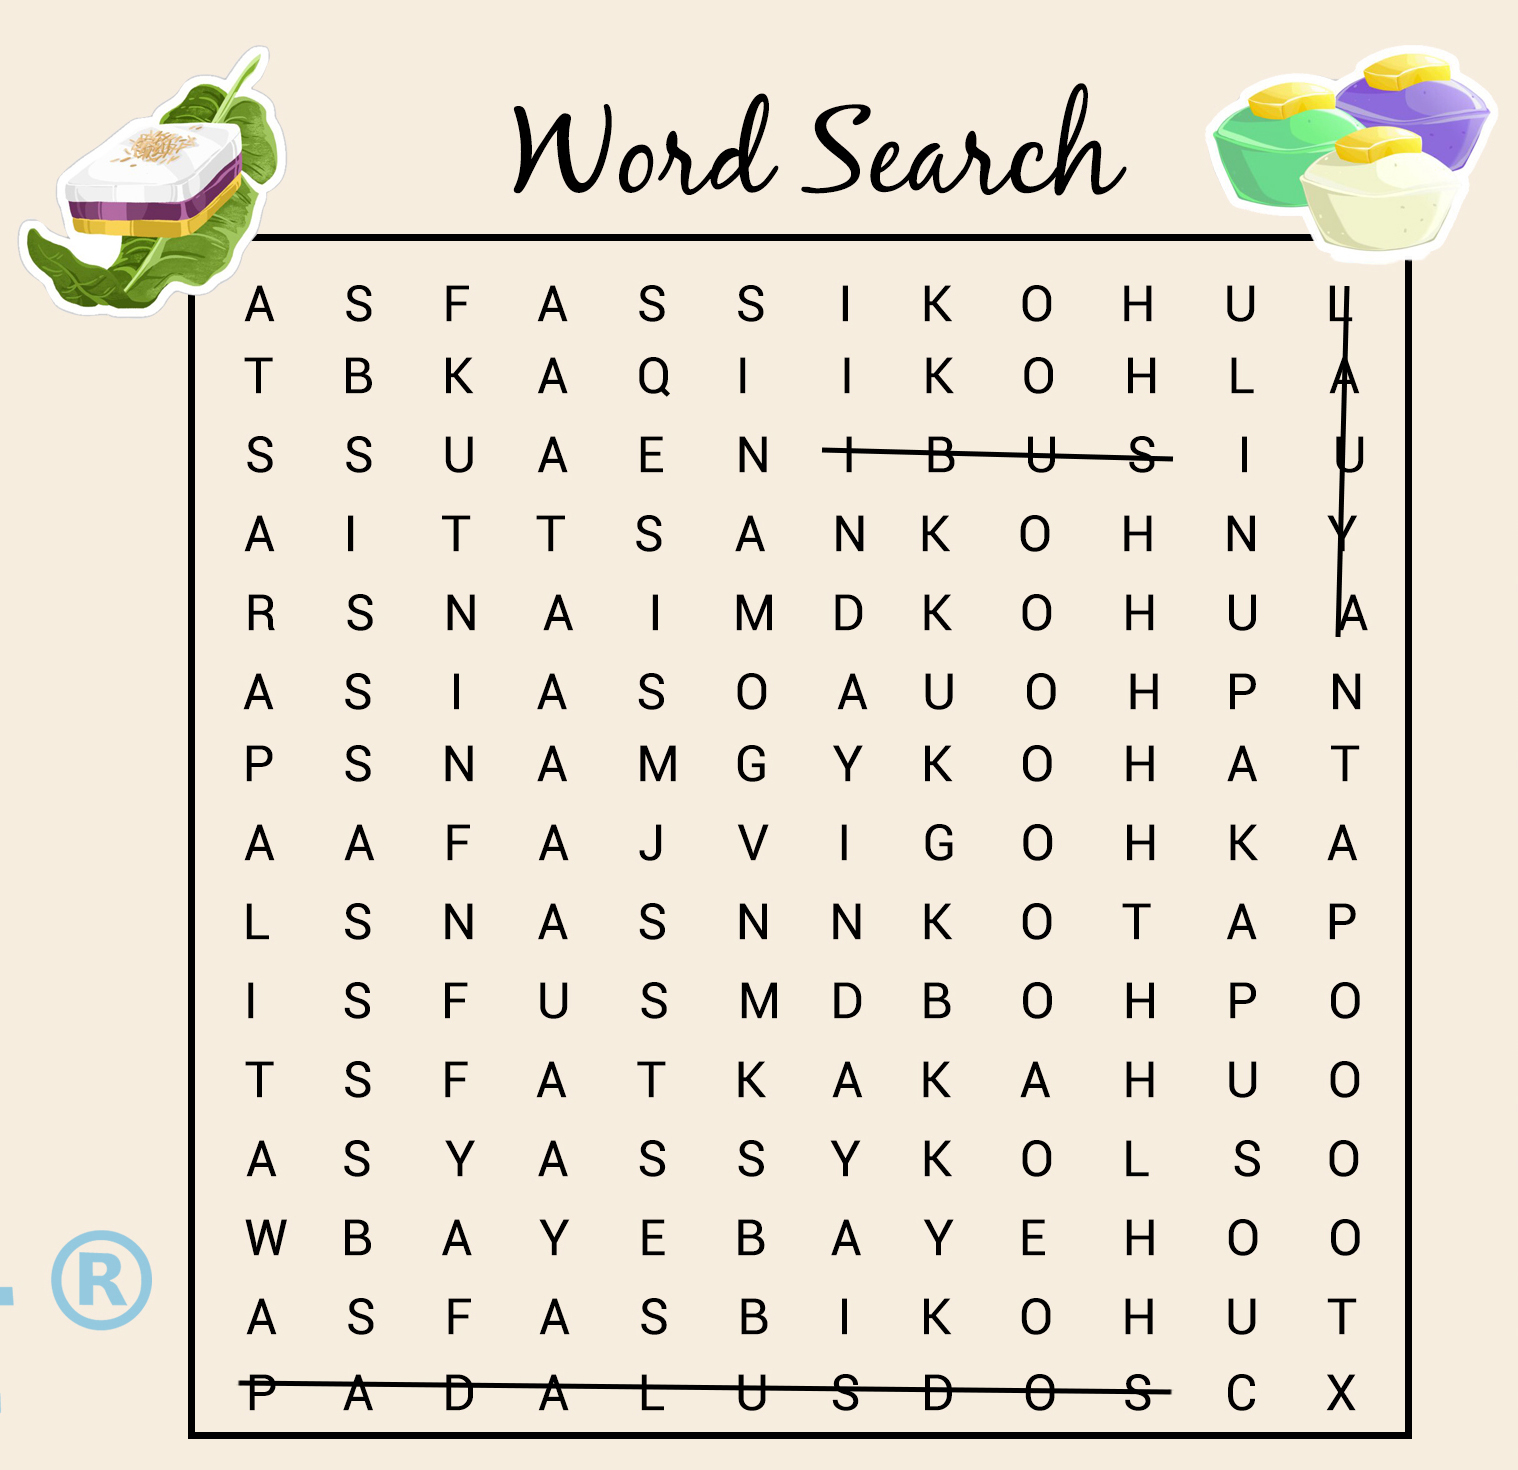 Word Search
A S F A S S I K O H U L
T B K A Q I I K O H L A
S S U A E N I B U S I U
A I T T S A N K O H N Y
R S N A I M D K O H U A
A S I A S O A U O H P N
P S N A M G Y K O H A T
A A F A J V I G O H K A
L S N A S N N K O T A P
I S F U S M D B O H P O
T S F A T K A K A H U O
A S Y A S S Y K O L S O
W B A Y E B A Y E H O O
A S F A S B I K O H U T
P A D A L U S D O S C X
®